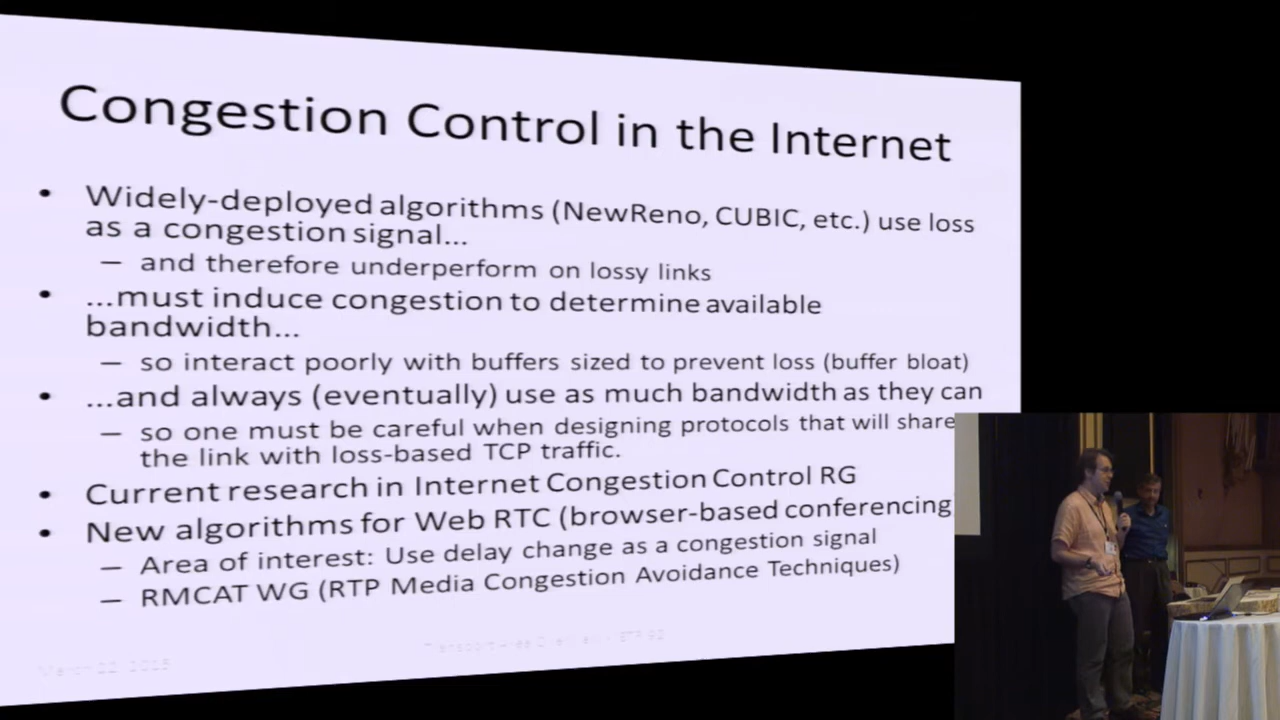 Congestion Control in the Internet
• Widely-deployed algorithms (NewReno, CUBIC, etc.) use loss
as a congestion signal...
– and therefore underperform on lossy links
• ...must induce congestion to determine available
bandwidth...
– so interact poorly with buffers sized to prevent loss (buffer bloat)
• ...and always (eventually) use as much bandwidth as they can
– so one must be careful when designing protocols that will share
the link with loss-based TCP traffic.
• Current research in Internet Congestion Control RG
• New algorithms for Web RTC (browser-based conferencing
– Area of interest: Use delay change as a congestion signal
– RMCAT WG (RTP Media Congestion Avoidance Techniques)
March 22, 2015